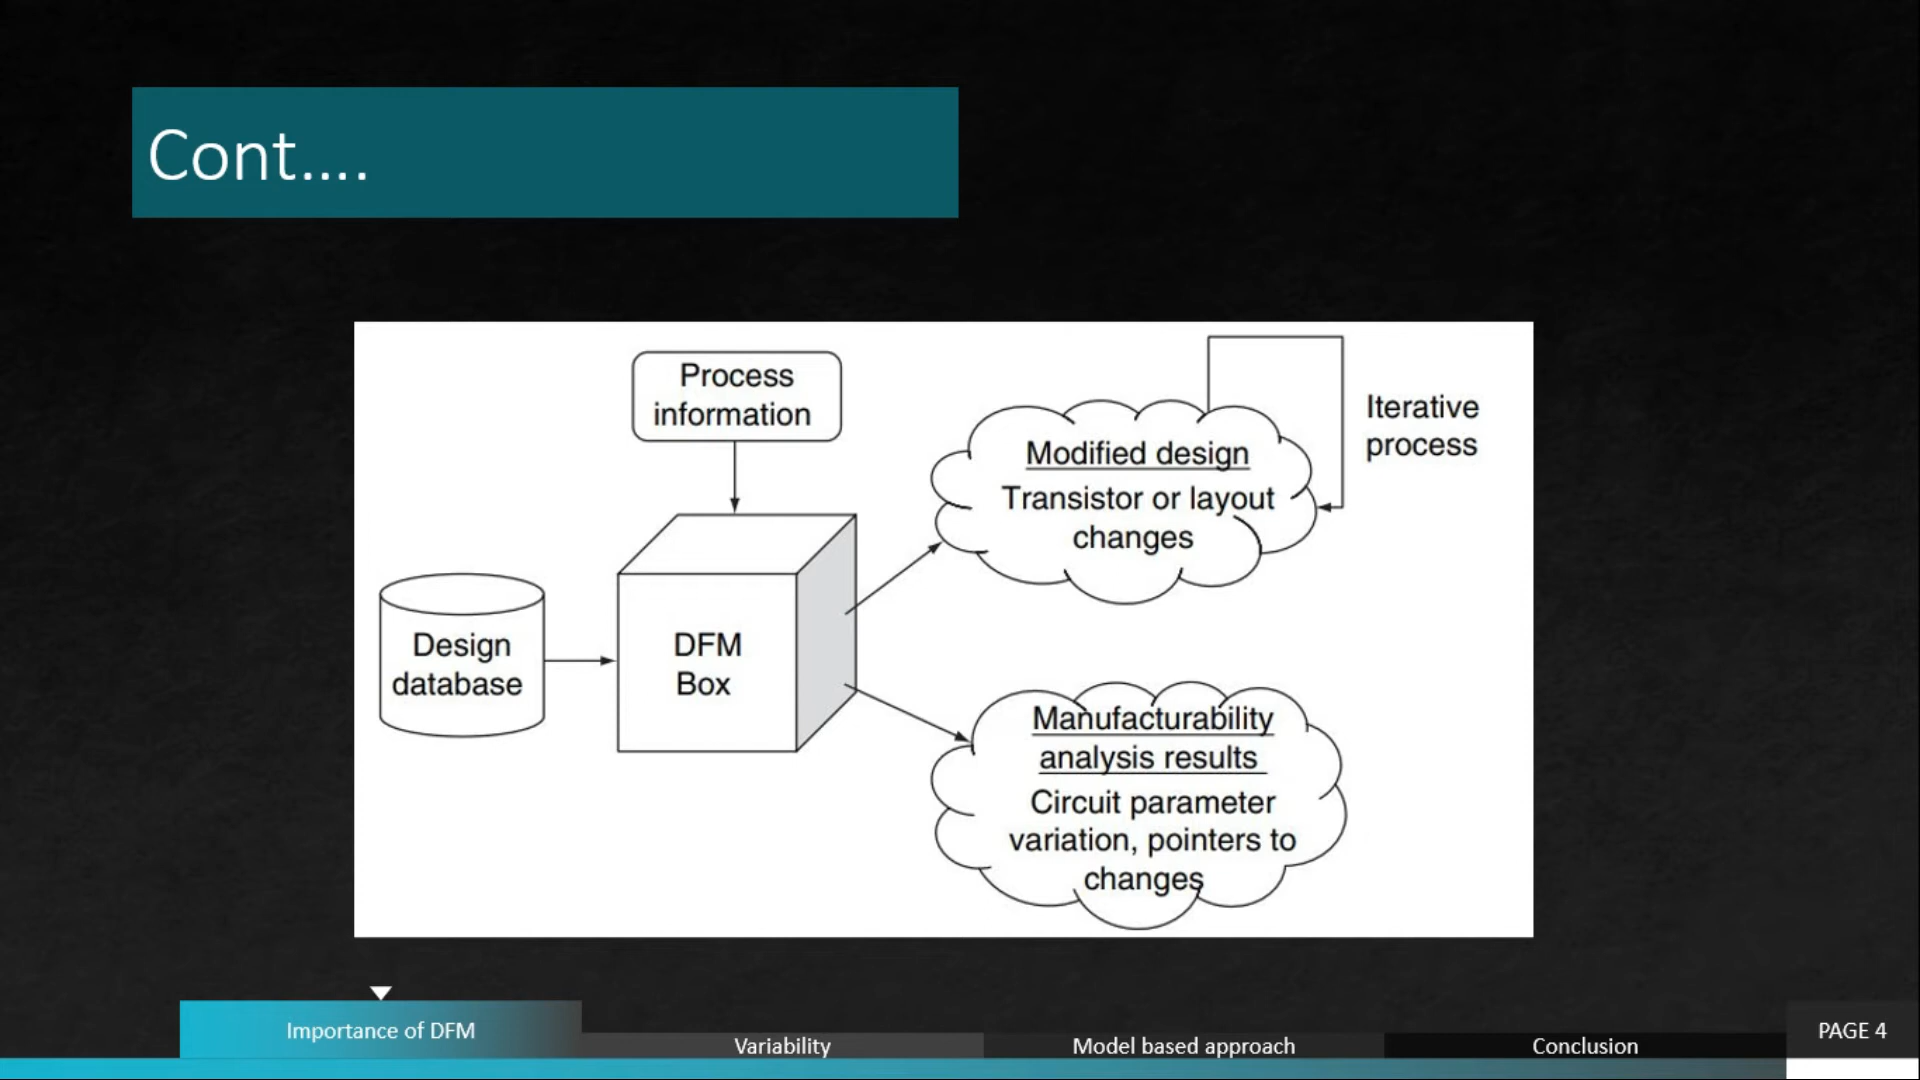 Cont....
Process
information
Iterative
process
Modified design
Transistor or layout
changes
Design
database
DFM
Box
Manufacturability
analysis results
Circuit parameter
variation, pointers to
changes
Importance of DFM
Variability
Model based approach
Conclusion
PAGE 4